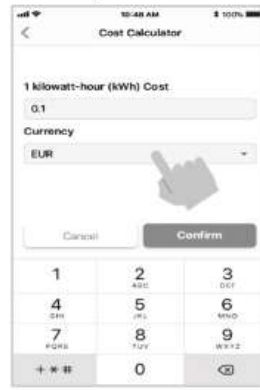 10:48 AM
100%
Cost Calculator
1 kilowatt-hour (kWh) Cost
0.1
Currency
EUR
Cancel
Confirm
1
2
ABC
3
DEF
4
GHI
5
JKL
6
MNO
7
PQRS
8
TUV
9
WXYZ
+ * #
0